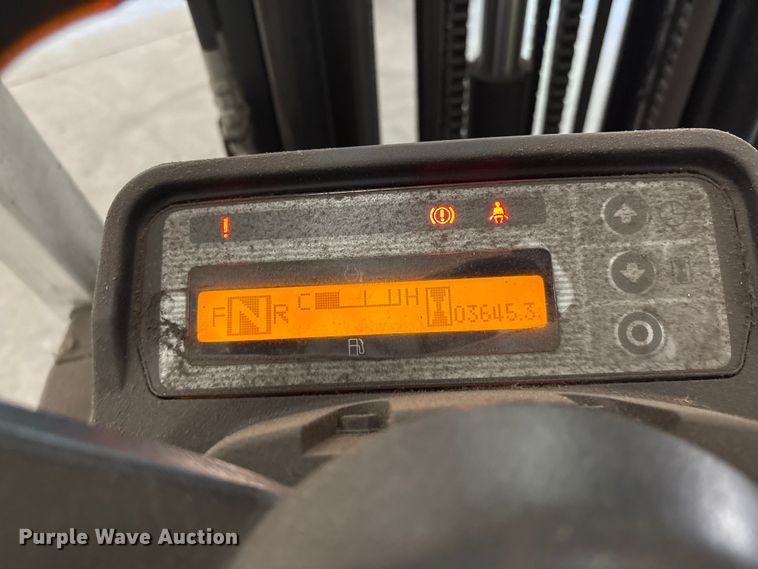 F N R C H 03645.3
Purple Wave Auction